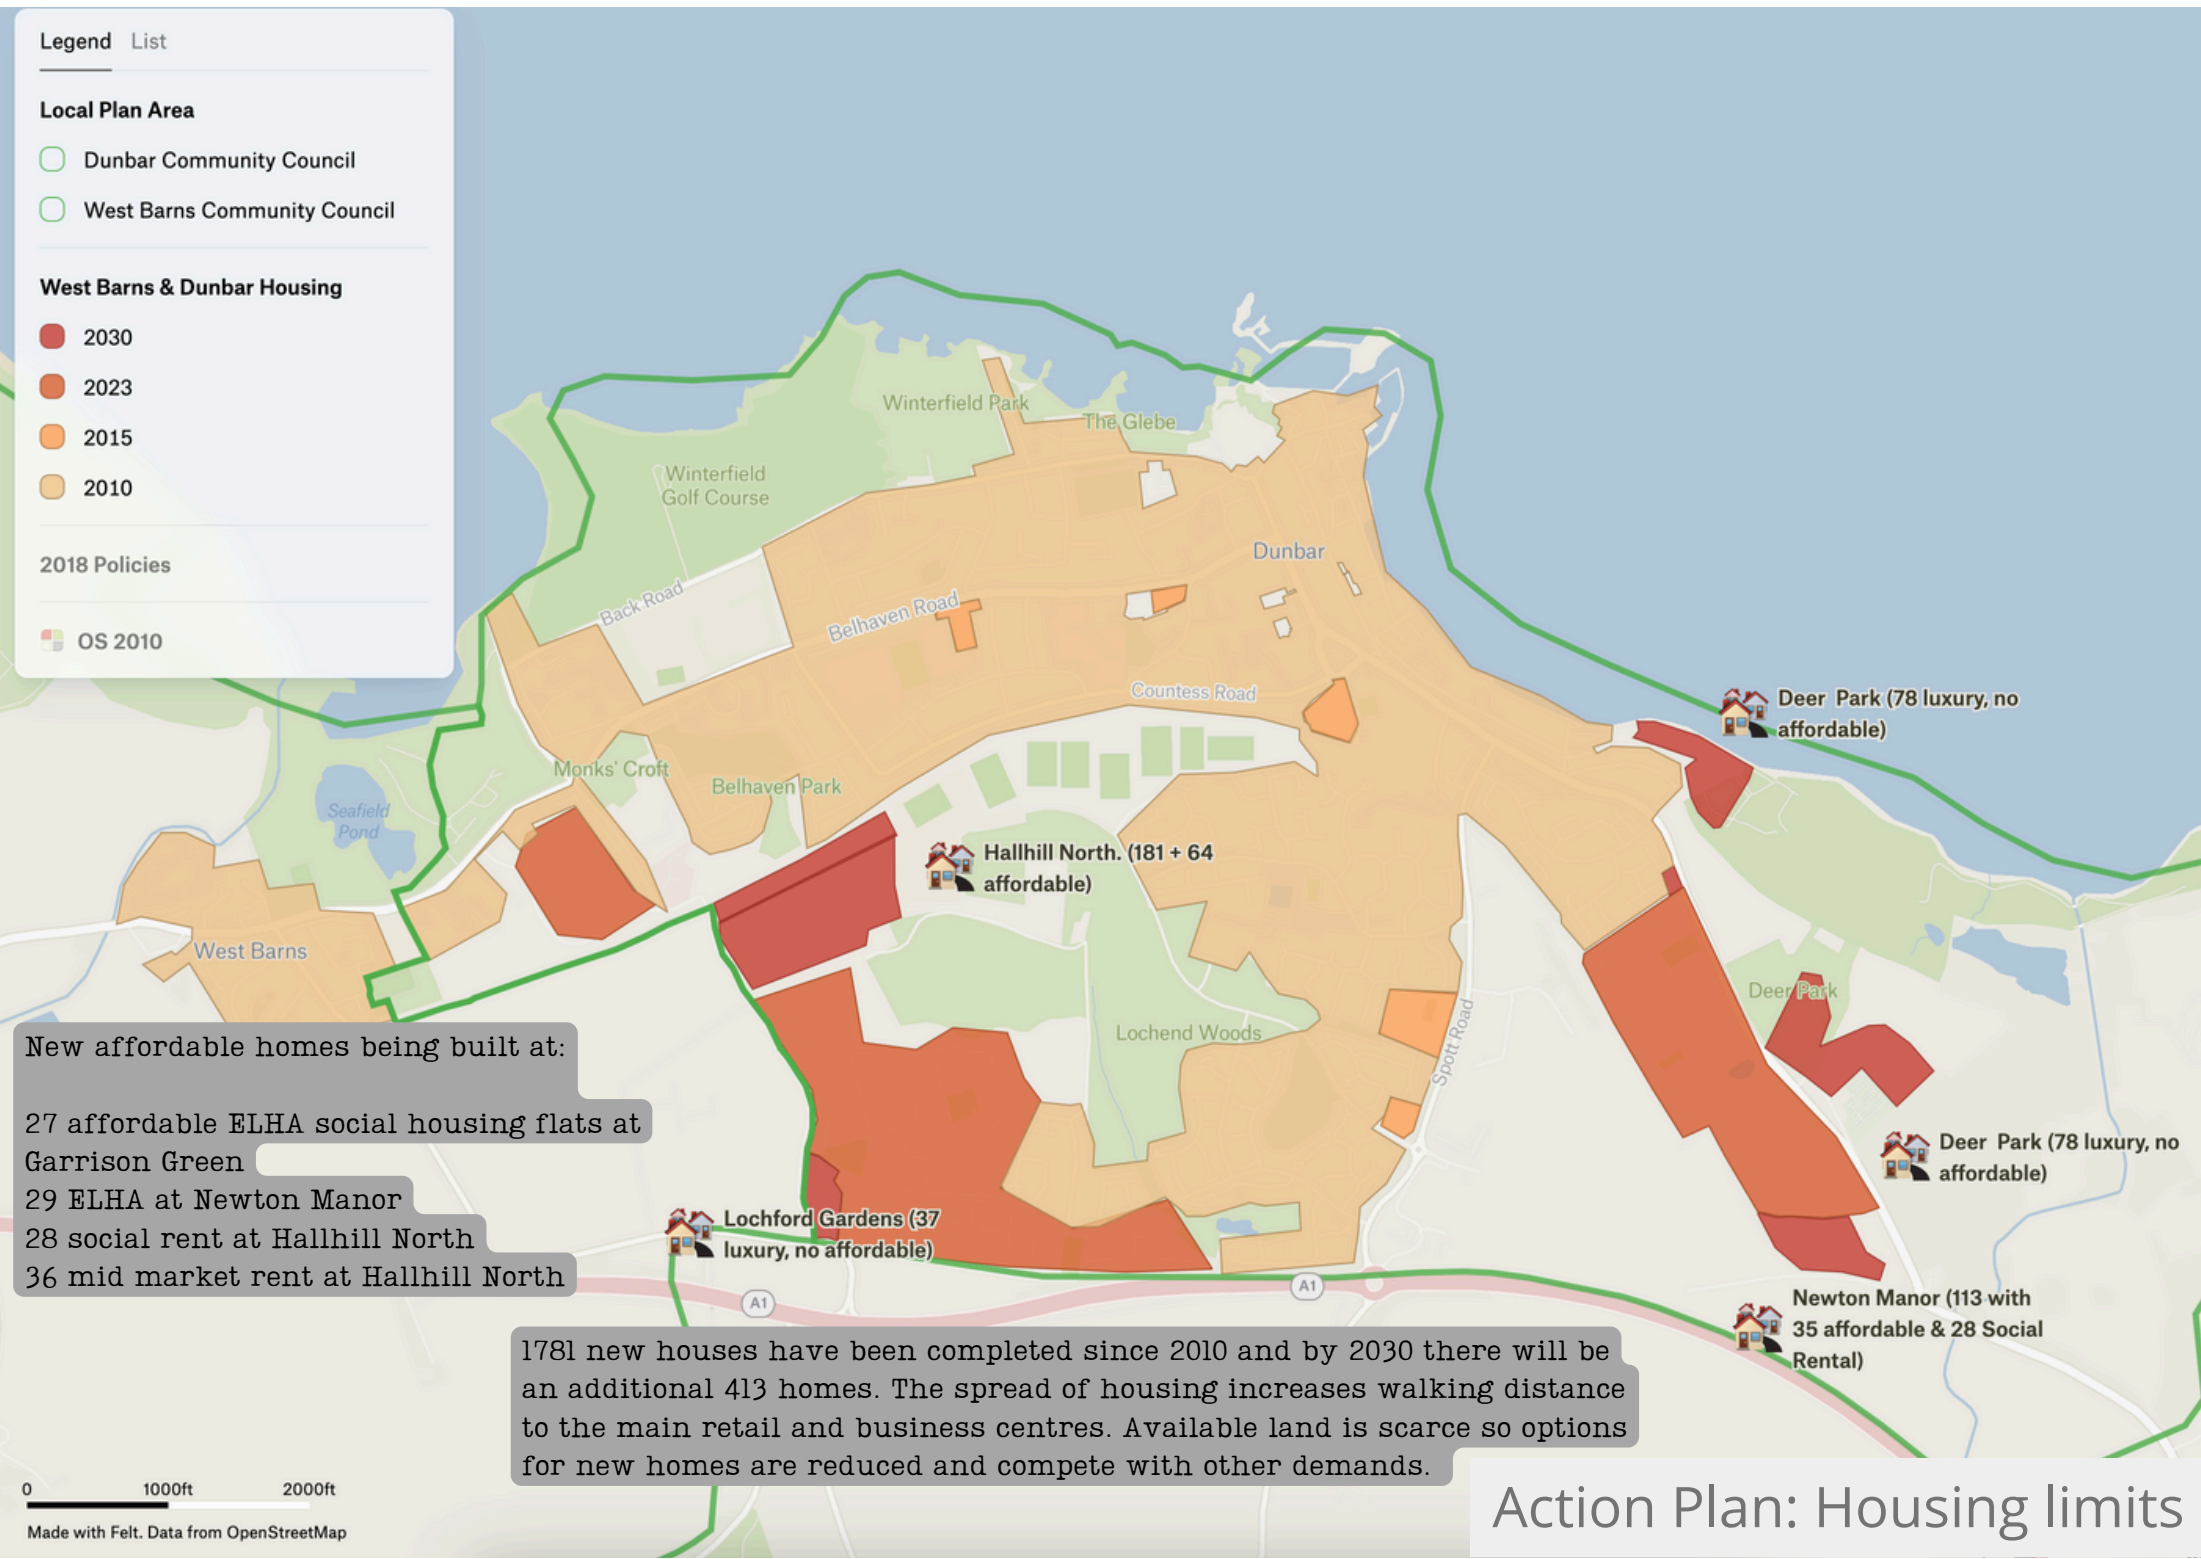 Legend List
Local Plan Area
Dunbar Community Council
West Barns Community Council
West Barns & Dunbar Housing
2030
2023
2015
2010
2018 Policies
OS 2010
Winterfield Park
The Glebe
Winterfield
Golf Course
Dunbar
Back Road
Belhaven Road
Countess Road
Deer Park (78 luxury, no
affordable)
Monks' Croft
Belhaven Park
Seafield
Pond
Hallhill North. (181 + 64
affordable)
West Barns
Deer Park
Lochend Woods
Spott Road
New affordable homes being built at:
27 affordable ELHA social housing flats at
Garrison Green
29 ELHA at Newton Manor
28 social rent at Hallhill North
36 mid market rent at Hallhill North
Deer Park (78 luxury, no
affordable)
Lochford Gardens (37
luxury, no affordable)
A1
A1
Newton Manor (113 with
35 affordable & 28 Social
Rental)
1781 new houses have been completed since 2010 and by 2030 there will be
an additional 413 homes. The spread of housing increases walking distance
to the main retail and business centres. Available land is scarce so options
for new homes are reduced and compete with other demands.
0 1000ft 2000ft
Made with Felt. Data from OpenStreetMap
Action Plan: Housing limits